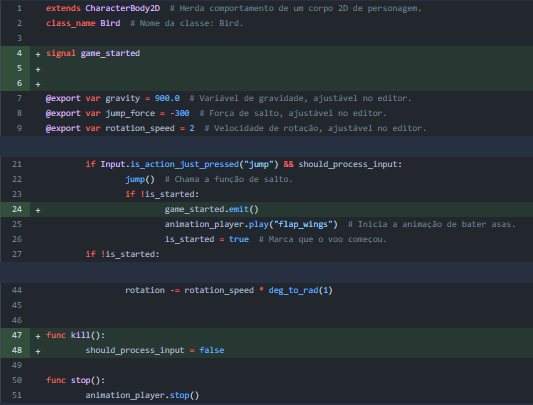 1 extends CharacterBody2D # Herda comportamento de um corpo 2D de personagem.
2 class_name Bird # Nome da classe: Bird.
3
4 + signal game_started
5 +
6 +
7 @export var gravity = 900.0 # Variável de gravidade, ajustável no editor.
8 @export var jump_force = -300 # Força de salto, ajustável no editor.
9 @export var rotation_speed = 2 # Velocidade de rotação, ajustável no editor.
21 if Input.is_action_just_pressed("jump") && should_process_input:
22 jump() # Chama a função de salto.
23 if !is_started:
24 + game_started.emit()
25 animation_player.play("flap_wings") # Inicia a animação de bater asas.
26 is_started = true # Marca que o voo começou.
27 if !is_started:
44 rotation -= rotation_speed * deg_to_rad(1)
45
46
47 + func kill():
48 + should_process_input = false
49
50 func stop():
51 animation_player.stop()